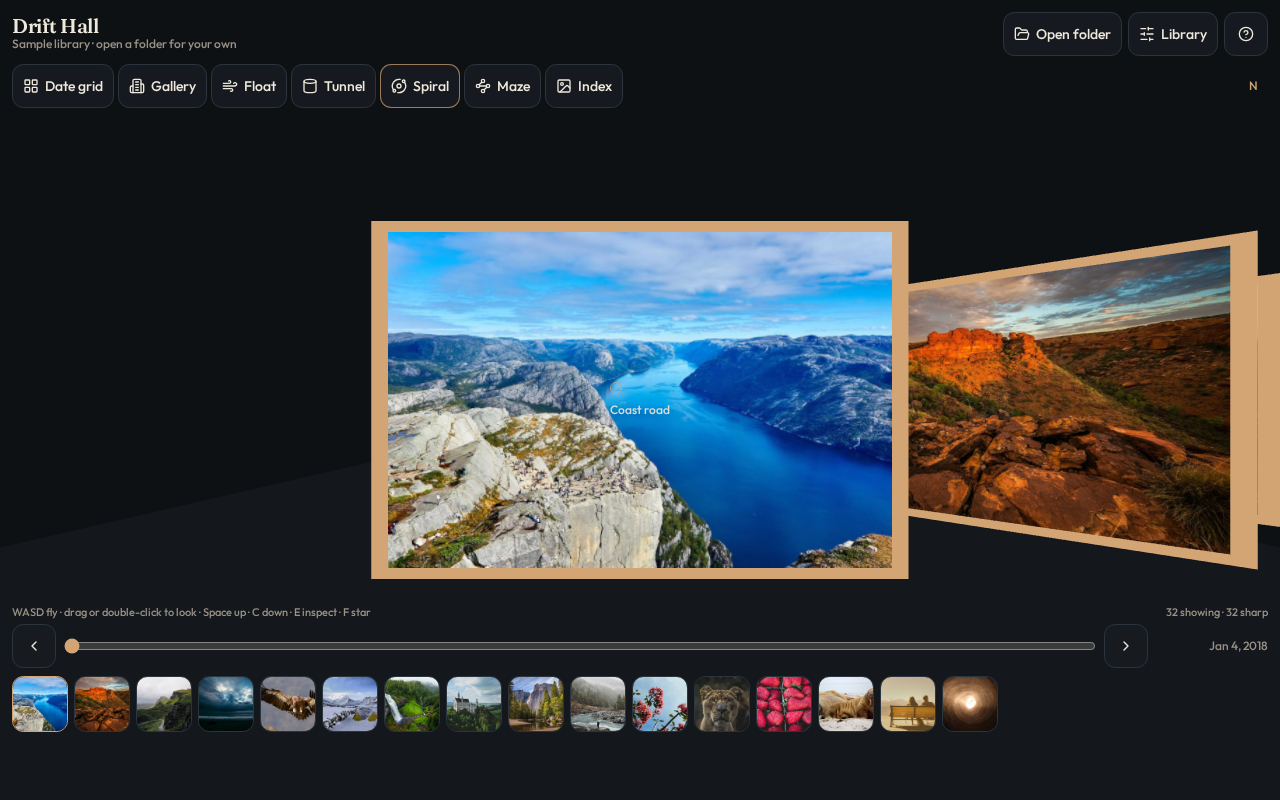 Drift Hall
Sample library · open a folder for your own
Open folder
Library
Date grid
Gallery
Float
Tunnel
Spiral
Maze
Index
N
Coast road
WASD fly · drag or double-click to look · Space up · C down · E inspect · F star
32 showing · 32 sharp
Jan 4, 2018